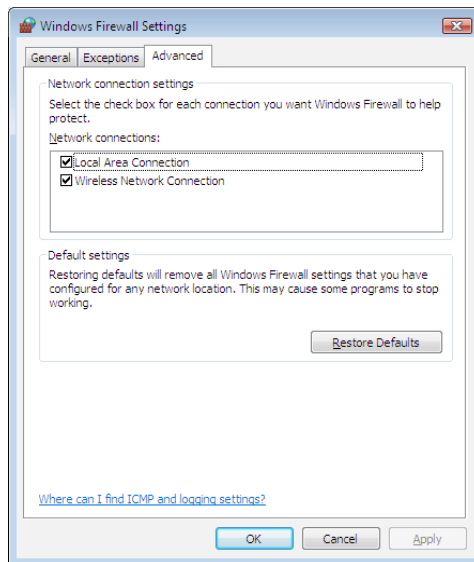 Windows Firewall Settings
General Exceptions Advanced
Network connection settings
Select the check box for each connection you want Windows Firewall to help
protect.
Network connections:
Local Area Connection
Wireless Network Connection
Default settings
Restoring defaults will remove all Windows Firewall settings that you have
configured for any network location. This may cause some programs to stop
working.
Restore Defaults
Where can I find ICMP and logging settings?
OK Cancel Apply